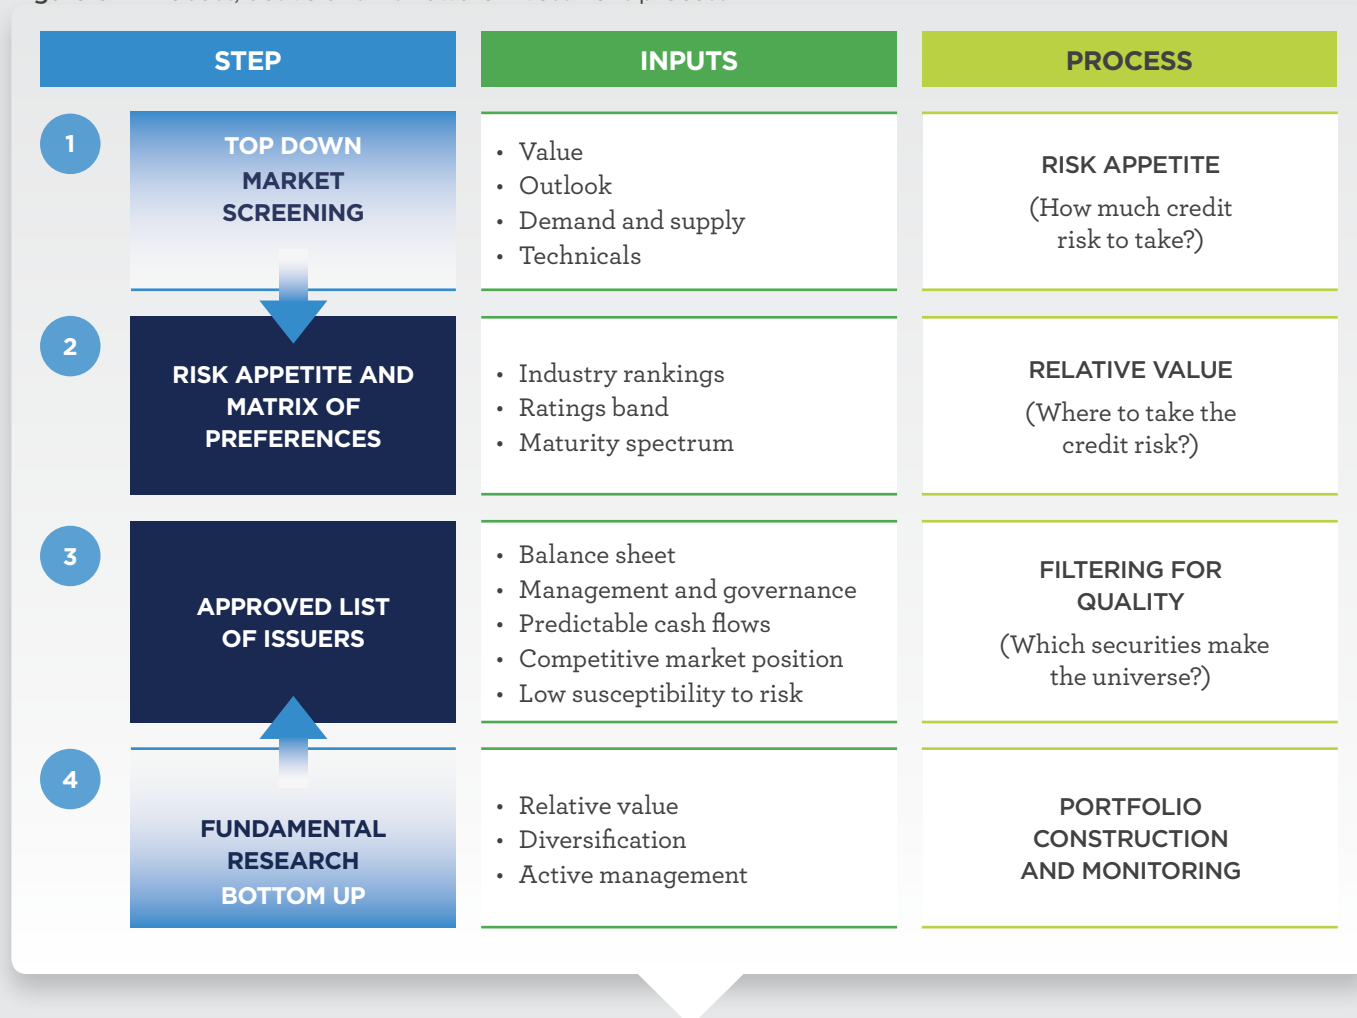 STEP
INPUTS
PROCESS
1
TOP DOWN
MARKET
SCREENING
• Value
• Outlook
• Demand and supply
• Technicals
RISK APPETITE
(How much credit
risk to take?)
2
RISK APPETITE AND
MATRIX OF
PREFERENCES
• Industry rankings
• Ratings band
• Maturity spectrum
RELATIVE VALUE
(Where to take the
credit risk?)
3
APPROVED LIST
OF ISSUERS
• Balance sheet
• Management and governance
• Predictable cash flows
• Competitive market position
• Low susceptibility to risk
FILTERING FOR
QUALITY
(Which securities make
the universe?)
4
FUNDAMENTAL
RESEARCH
BOTTOM UP
• Relative value
• Diversification
• Active management
PORTFOLIO
CONSTRUCTION
AND MONITORING